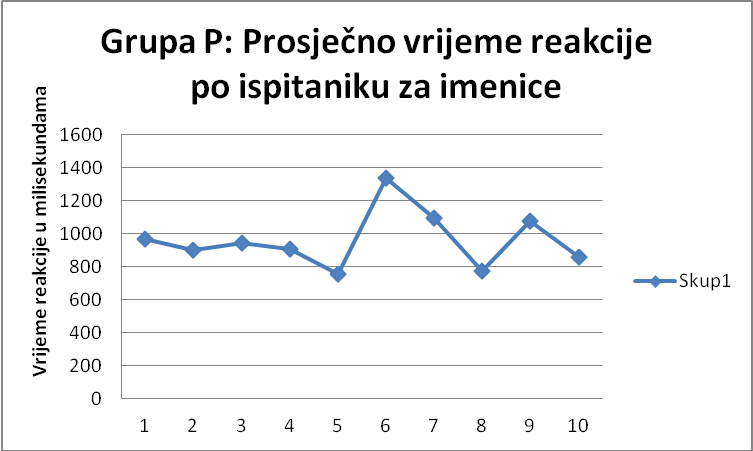 Grupa P: Prosječno vrijeme reakcije
po ispitaniku za imenice
Vrijeme reakcije u milisekundama
1600
1400
1200
1000
800
600
400
200
0
1 2 3 4 5 6 7 8 9 10
Skup1